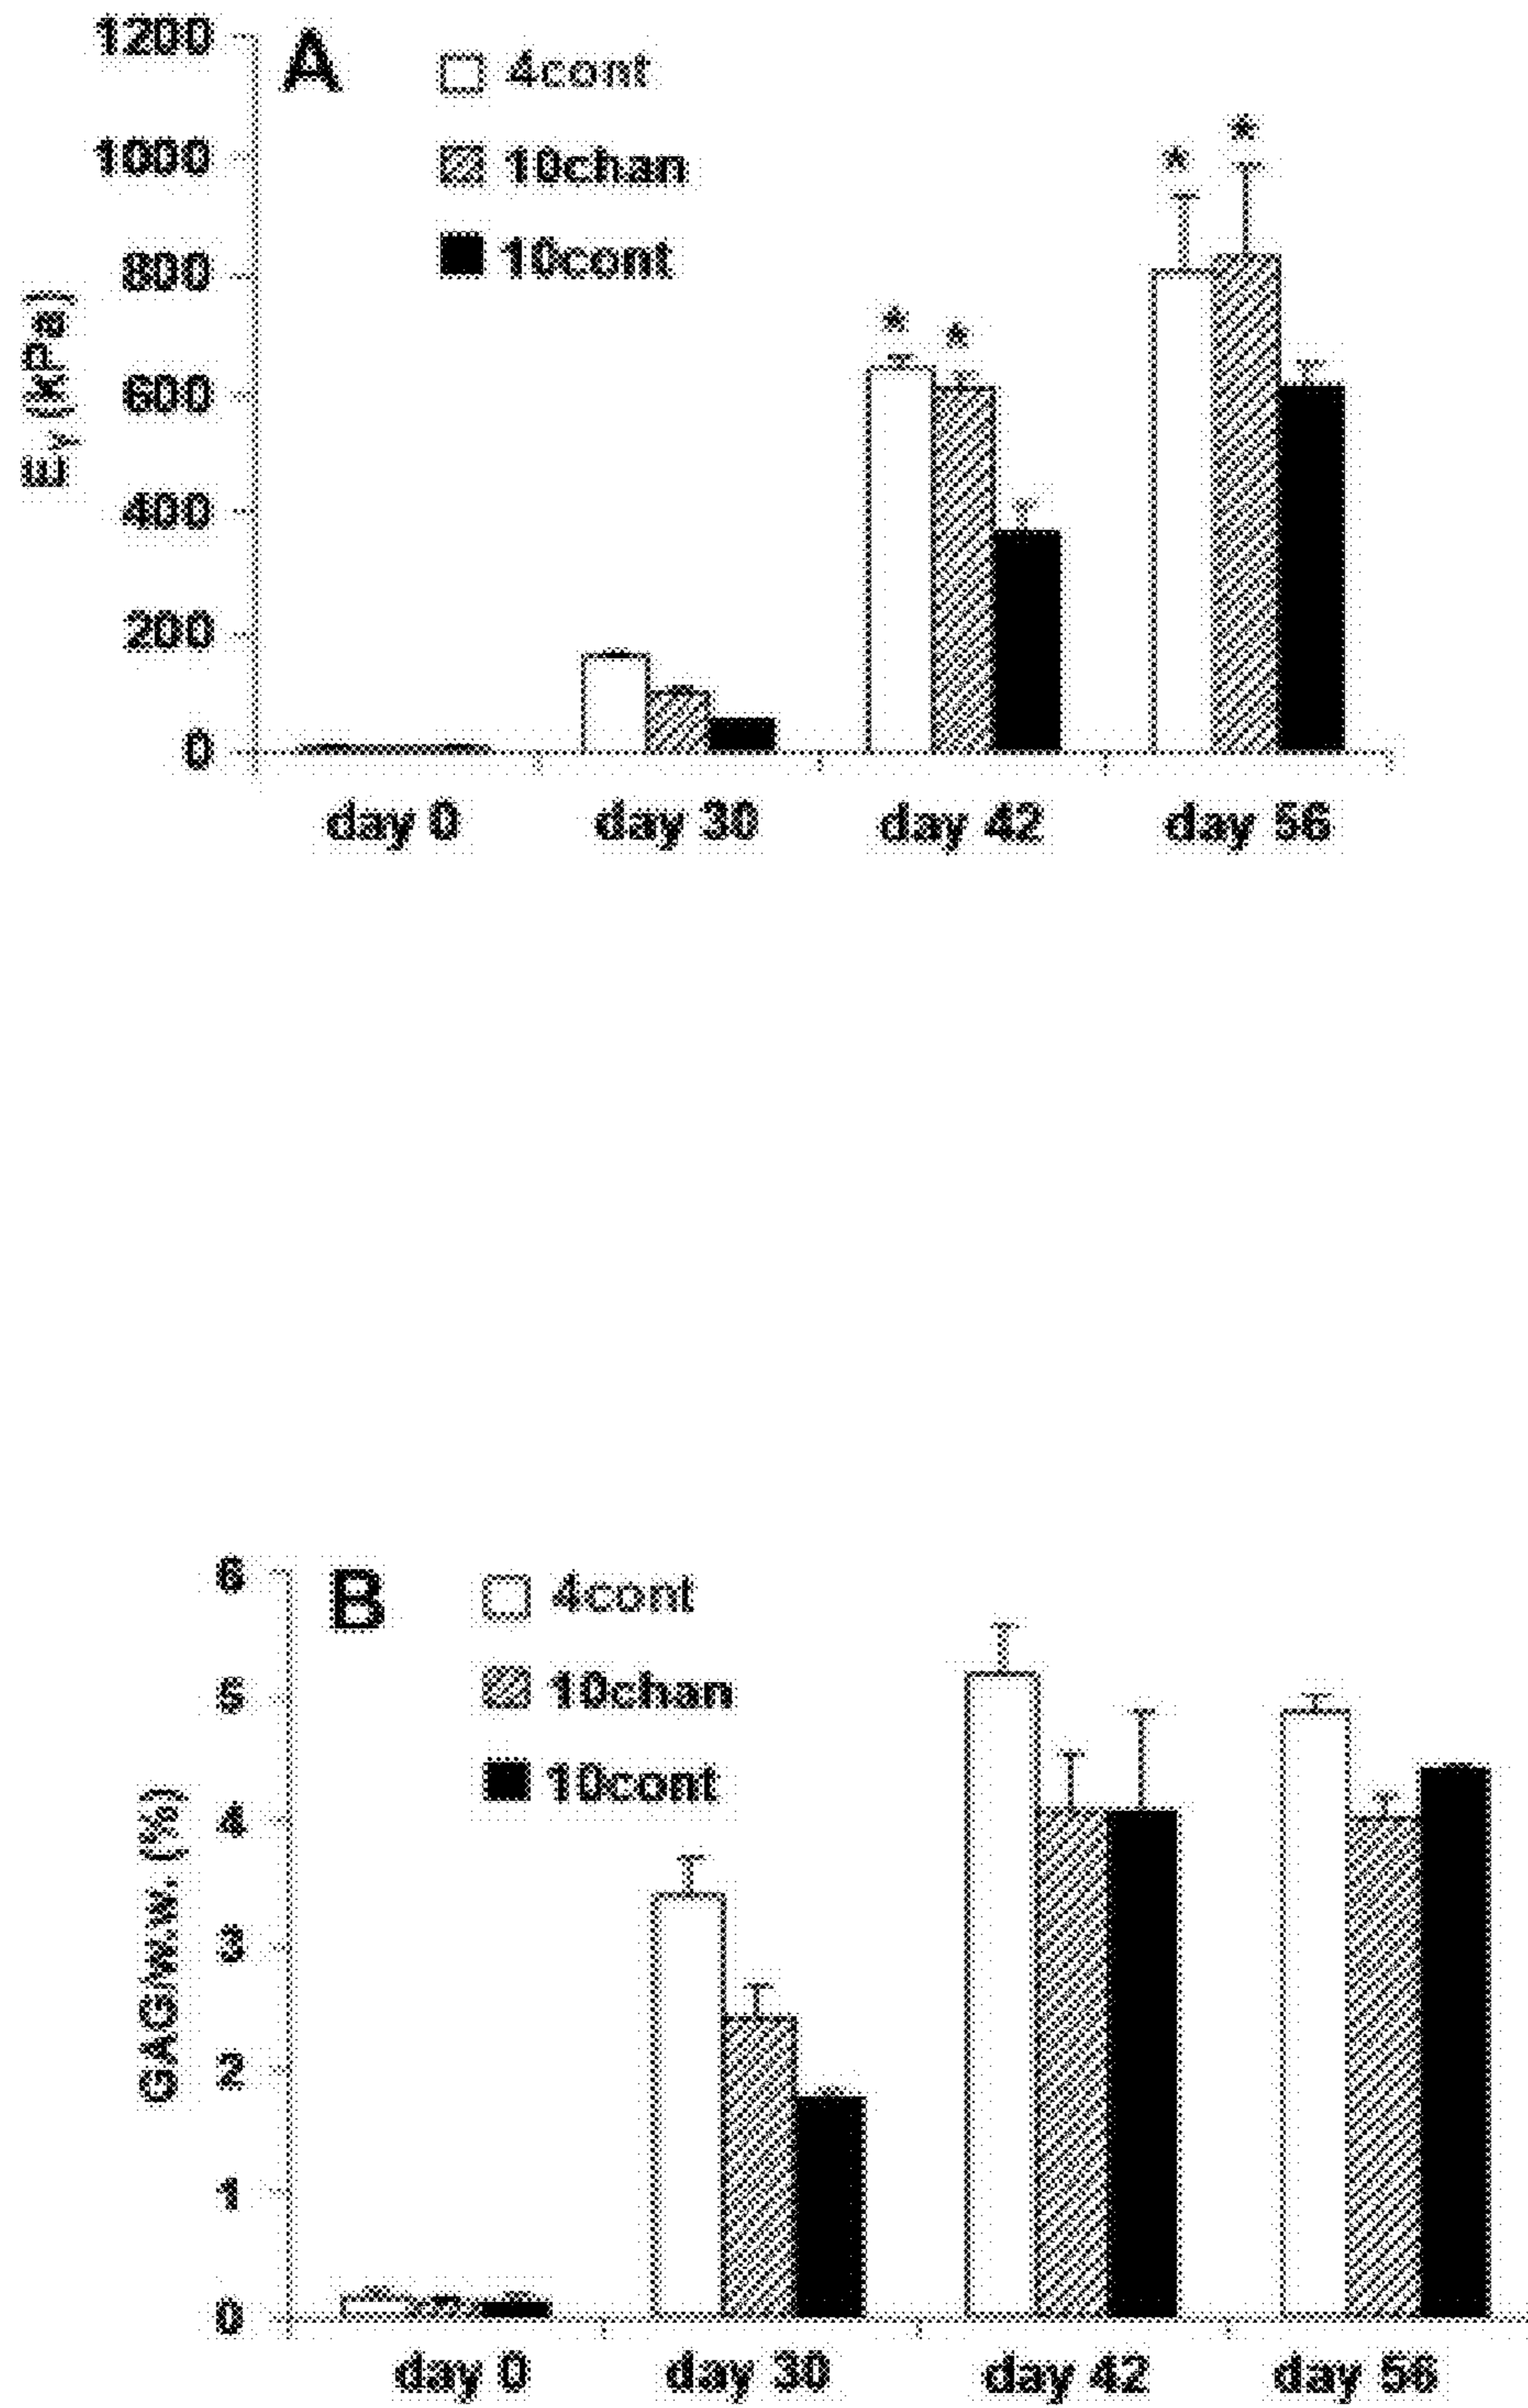 1200
A
4cont
1000
10chan
800
10cont
E_Y (kPa)
600
400
200
0
* * * *
day 0 day 30 day 42 day 56
6
B
4cont
5
10chan
10cont
4
GAG/w.w. (%)
3
2
1
0
day 0 day 30 day 42 day 56